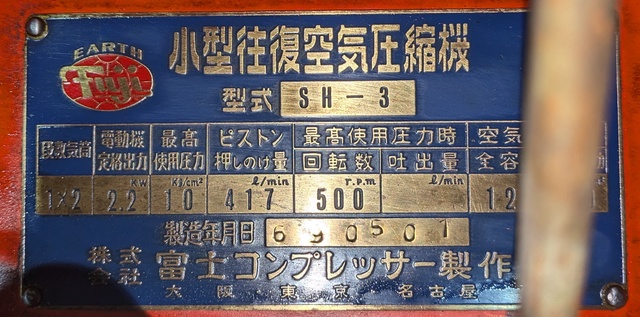 EARTH
Fuji
小型往復空気圧縮機
型式 SH-3
段数気筒 電動機定格出力 最高使用圧力 ピストン押しのけ量 最高使用圧力時 回転数 吐出量 空気 全容
1×2 2.2 KW 10 Kg/cm² 417 l/min 500 r.p.m l/min 12
製造年月日 690501
株式会社 富士コンプレッサー製作
大阪 東京 名古屋